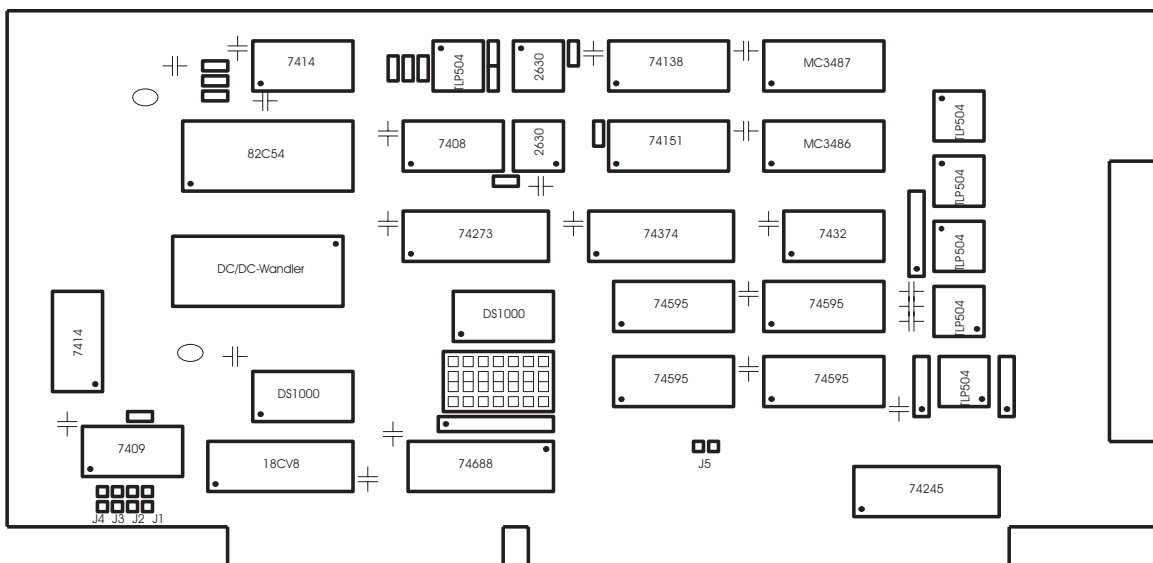 7414
TLP504
2630
74138
MC3487
82C54
7408
2630
74151
MC3486
TLP504
TLP504
74273
74374
7432
TLP504
DC/DC-Wandler
7414
DS1000
74595
74595
TLP504
DS1000
74595
74595
TLP504
7409
18CV8
74688
J5
74245
J4 J3 J2 J1